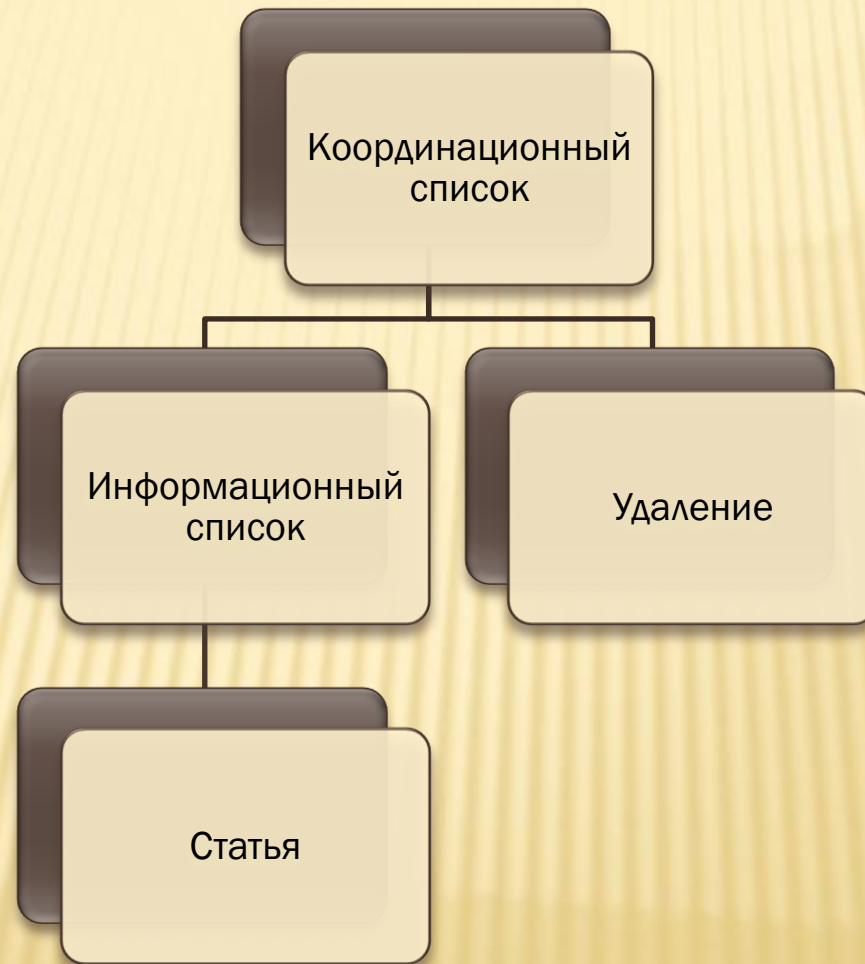 Координационный
список
Информационный
список
Удаление
Статья